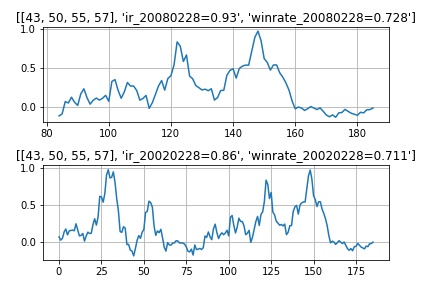 [[43, 50, 55, 57], 'ir_20080228=0.93', 'winrate_20080228=0.728']
1.0
0.5
0.0
80 100 120 140 160 180
[[43, 50, 55, 57], 'ir_20020228=0.86', 'winrate_20020228=0.711']
1.0
0.5
0.0
0 25 50 75 100 125 150 175